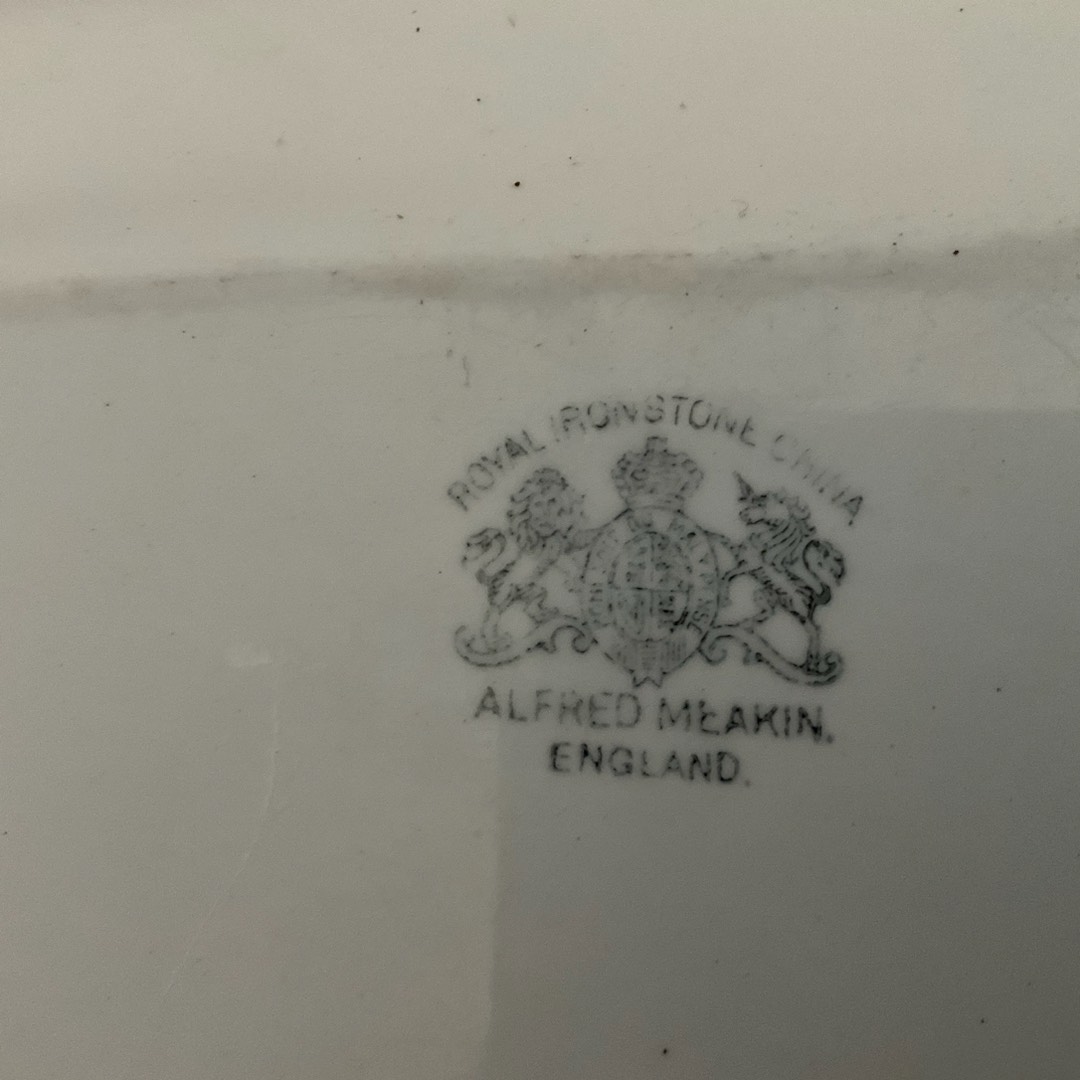 ROYAL IRONSTONE CHINA
ALFRED MEAKIN.
ENGLAND.